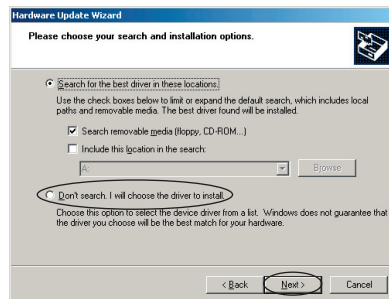 Hardware Update Wizard
Please choose your search and installation options.
Search for the best driver in these locations.
Use the check boxes below to limit or expand the default search, which includes local
paths and removable media. The best driver found will be installed.
Search removable media (floppy, CD-ROM...)
Include this location in the search:
A:
Browse
Don't search. I will choose the driver to install.
Choose this option to select the device driver from a list. Windows does not guarantee that
the driver you choose will be the best match for your hardware.
< Back
Next >
Cancel